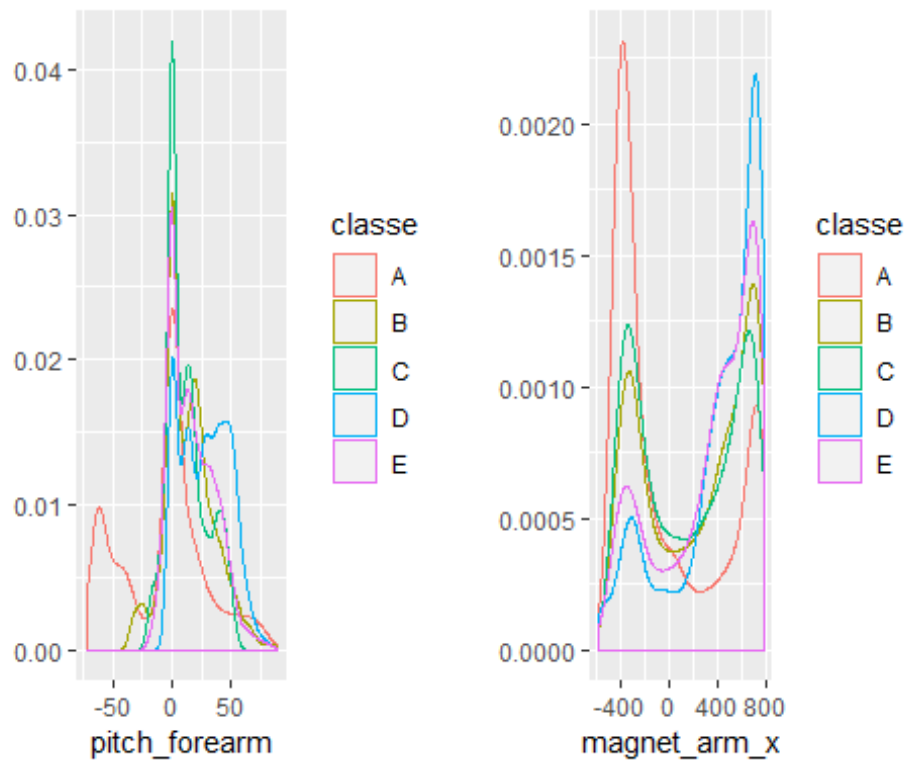 0.04
0.03
0.02
0.01
0.00
-50 0 50
pitch_forearm
classe
A
B
C
D
E
0.0020
0.0015
0.0010
0.0005
0.0000
-400 0 400 800
magnet_arm_x
classe
A
B
C
D
E